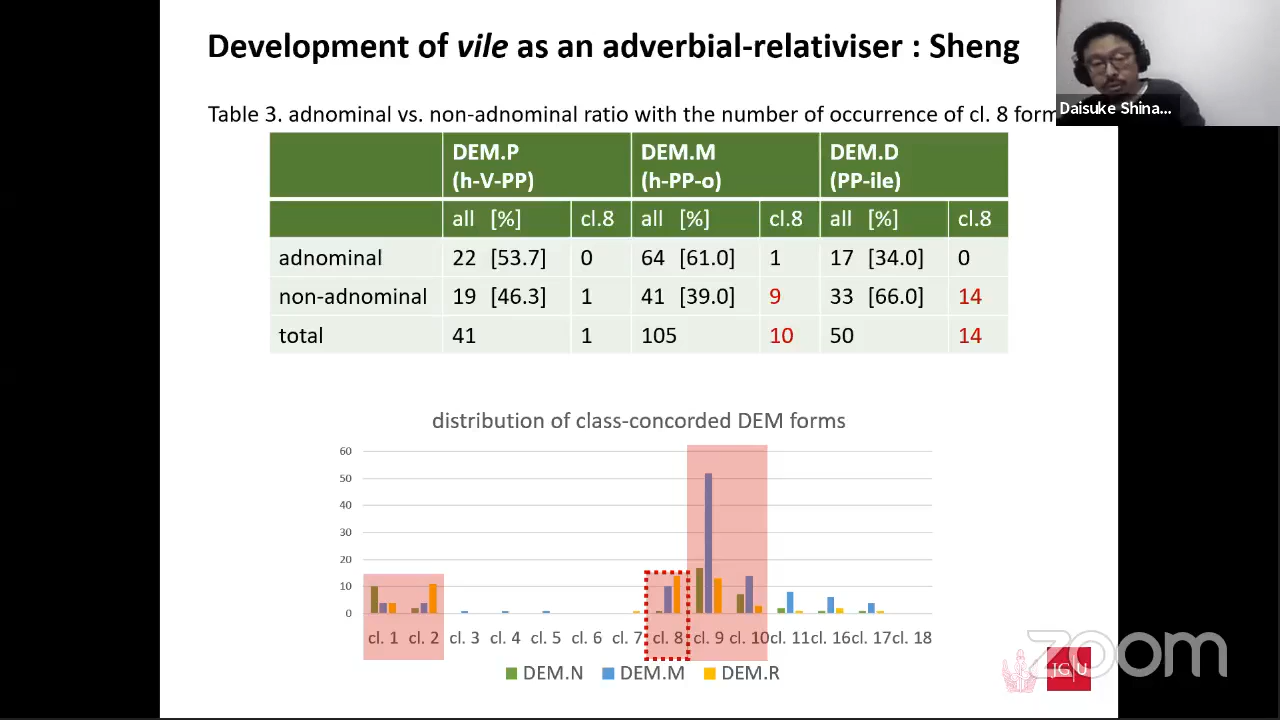 Development of vile as an adverbial-relativiser : Sheng
Daisuke Shina...
Table 3. adnominal vs. non-adnominal ratio with the number of occurrence of cl. 8 form
DEM.P DEM.M DEM.D
(h-V-PP) (h-PP-o) (PP-ile)
all [%] cl.8 all [%] cl.8 all [%] cl.8
adnominal 22 [53.7] 0 64 [61.0] 1 17 [34.0] 0
non-adnominal 19 [46.3] 1 41 [39.0] 9 33 [66.0] 14
total 41 1 105 10 50 14
distribution of class-concorded DEM forms
60
50
40
30
20
10
0
cl. 1 cl. 2 cl. 3 cl. 4 cl. 5 cl. 6 cl. 7 cl. 8 cl. 9 cl. 10 cl. 11 cl. 16 cl. 17 cl. 18
DEM.N DEM.M DEM.R
JG|U
zoom